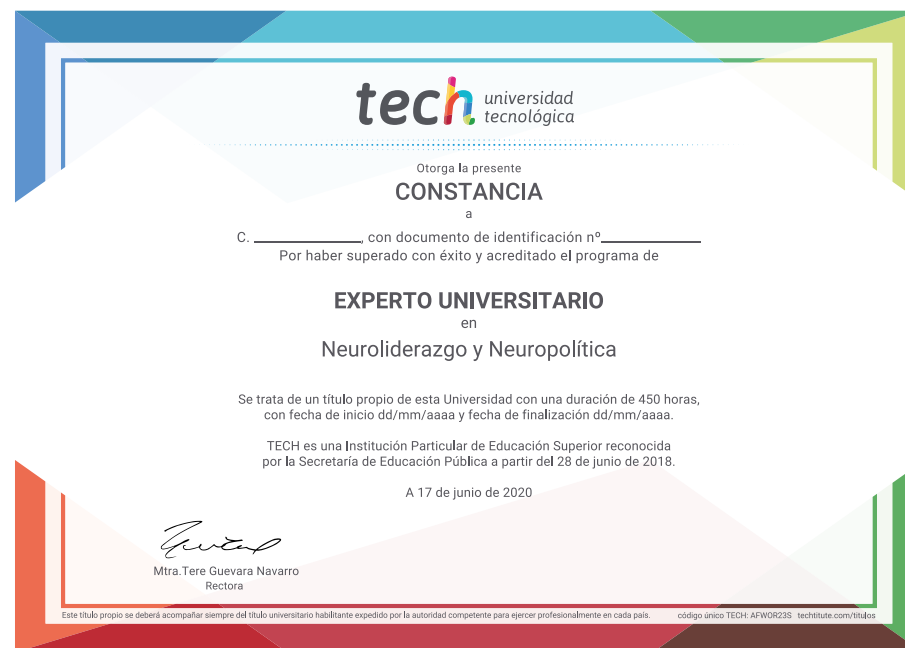 tech universidad
tecnológica
Otorga la presente
CONSTANCIA
a
C. ____________, con documento de identificación nº____________
Por haber superado con éxito y acreditado el programa de
EXPERTO UNIVERSITARIO
en
Neuroliderazgo y Neuropolítica
Se trata de un título propio de esta Universidad con una duración de 450 horas,
con fecha de inicio dd/mm/aaaa y fecha de finalización dd/mm/aaaa.
TECH es una Institución Particular de Educación Superior reconocida
por la Secretaría de Educación Pública a partir del 28 de junio de 2018.
A 17 de junio de 2020
Mtra.Tere Guevara Navarro
Rectora
Este título propio se deberá acompañar siempre del título universitario habilitante expedido por la autoridad competente para ejercer profesionalmente en cada país. código único TECH: AFWOR23S techtitute.com/titulos